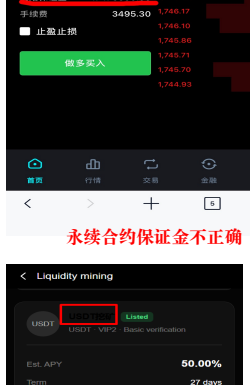 手续费 3495.30
止盈止损
做多买入
1,746.17
1,746.10
1,745.86
1,745.71
1,745.70
1,744.93
首页 行情 交易 金融
5
永续合约保证金不正确
Liquidity mining
USDT Listed
USDT · VIP2 · Basic verification
Est. APY 50.00%
Term 27 days